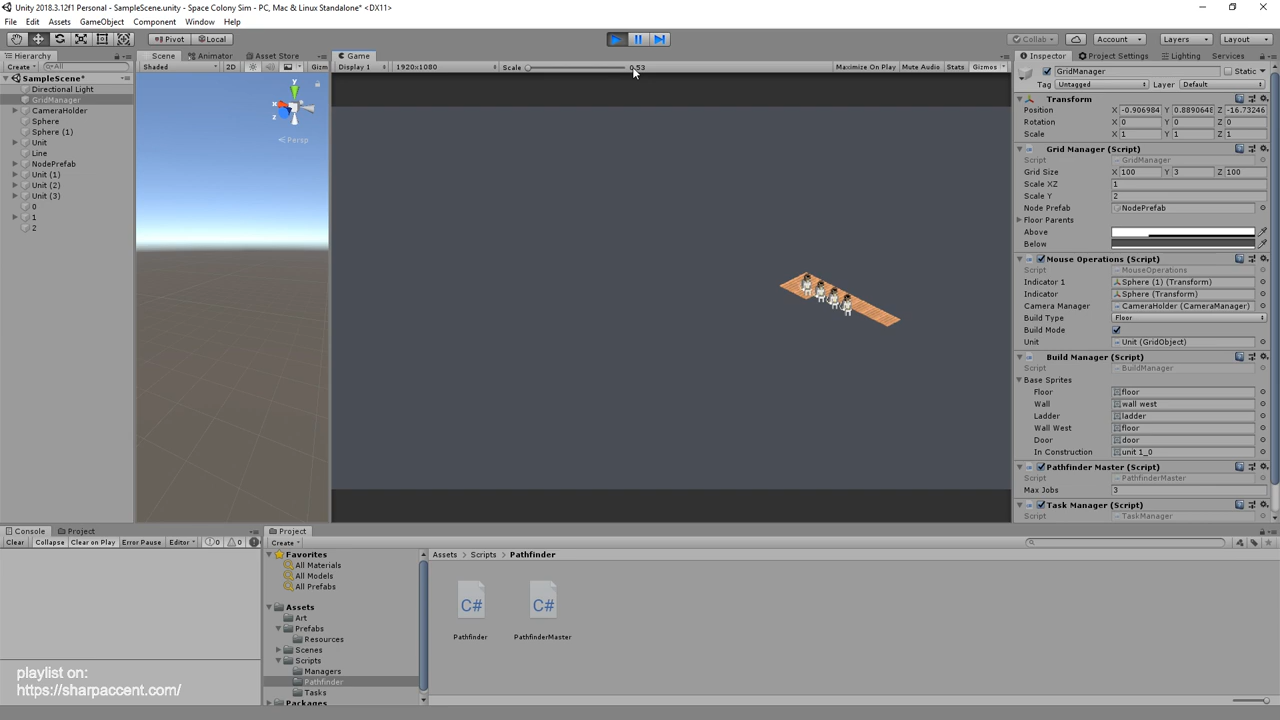 Unity 2018.3.12f1 Personal - SampleScene.unity - Space Colony Sim - PC, Mac & Linux Standalone* <DX11>
File Edit Assets GameObject Component Window Help
Pivot Local Collab Account Layers Layout
Hierarchy Scene Animator Asset Store Game Inspector Project Settings Lighting Services
Create All
Shaded 2D Gizm
Display 1 1920x1080 Scale 0.53 Maximize On Play Mute Audio Stats Gizmos
SampleScene*
Directional Light
GridManager
CameraHolder
Sphere
Sphere (1)
Unit
Line
NodePrefab
Unit (1)
Unit (2)
Unit (3)
0
1
2
y
x
z
Persp
GridManager Static
Tag Untagged Layer Default
Transform
Position X -0.906984 Y 0.8890648 Z -16.73246
Rotation X 0 Y 0 Z 0
Scale X 1 Y 1 Z 1
Grid Manager (Script)
Script GridManager
Grid Size X 100 Y 3 Z 100
Scale XZ 1
Scale Y 2
Node Prefab NodePrefab
Floor Parents
Above
Below
Mouse Operations (Script)
Script MouseOperations
Indicator 1 Sphere (1) (Transform)
Indicator Sphere (Transform)
Camera Manager CameraHolder (CameraManager)
Build Type Floor
Build Mode
Unit Unit (GridObject)
Build Manager (Script)
Script BuildManager
Base Sprites
Floor floor
Wall wall west
Ladder ladder
Wall West floor
Door door
In Construction unit 1_0
Pathfinder Master (Script)
Script PathfinderMaster
Max Jobs 3
Task Manager (Script)
Script TaskManager
Console Project
Clear Collapse Clear on Play Error Pause Editor 0 0
Project
Create
Favorites
All Materials
All Models
All Prefabs
Assets
Art
Prefabs
Resources
Scenes
Scripts
Managers
Pathfinder
Tasks
Packages
Assets Scripts Pathfinder
C# C#
Pathfinder PathfinderMaster
playlist on:
https://sharpaccent.com/